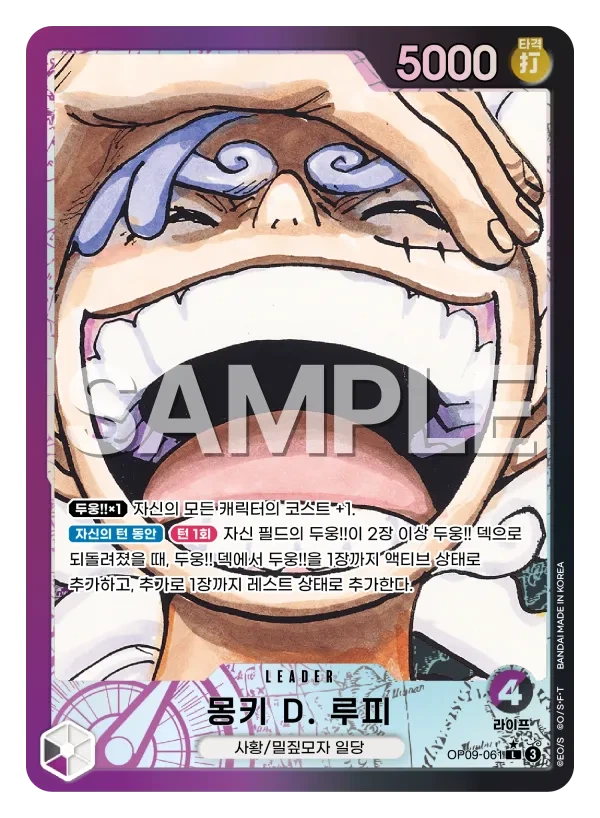 5000
타격
打
SAMPLE
두웅!!×1 자신의 모든 캐릭터의 코스트 +1.
자신의 턴 동안 턴 1회 자신 필드의 두웅!!이 2장 이상 두웅!! 덱으로
되돌려졌을 때, 두웅!! 덱에서 두웅!!을 1장까지 액티브 상태로
추가하고, 추가로 1장까지 레스트 상태로 추가한다.
LEADER
몽키 D. 루피
사황/밀짚모자 일당
4
라이프
OP09-061 L 3
©EO/S ©O/S·F·T BANDAI MADE IN KOREA